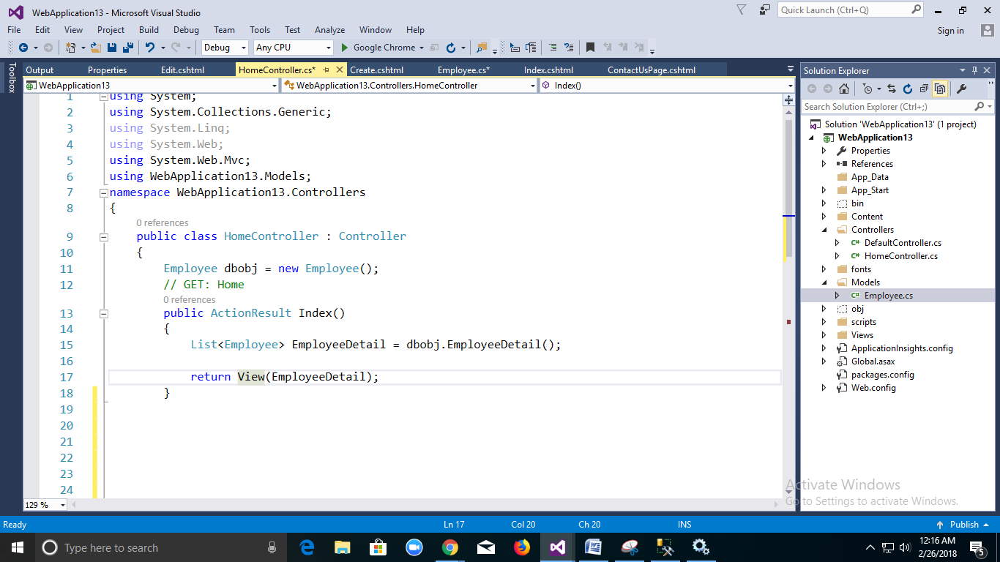 WebApplication13 - Microsoft Visual Studio
Quick Launch (Ctrl+Q)
File Edit View Project Build Debug Team Tools Test Analyze Window Help
Sign in
Debug Any CPU Google Chrome
Toolbox
Output Properties Edit.cshtml HomeController.cs* Create.cshtml Employee.cs* Index.cshtml ContactUsPage.cshtml
WebApplication13 WebApplication13.Controllers.HomeController Index()
1 using System;
2 using System.Collections.Generic;
3 using System.Linq;
4 using System.Web;
5 using System.Web.Mvc;
6 using WebApplication13.Models;
7 namespace WebApplication13.Controllers
8 {
0 references
9 public class HomeController : Controller
10 {
11 Employee dbobj = new Employee();
12 // GET: Home
0 references
13 public ActionResult Index()
14 {
15 List<Employee> EmployeeDetail = dbobj.EmployeeDetail();
16
17 return View(EmployeeDetail);
18 }
19
20
21
22
23
24
129 %
Solution Explorer
Search Solution Explorer (Ctrl+;)
Solution 'WebApplication13' (1 project)
WebApplication13
Properties
References
App_Data
App_Start
bin
Content
Controllers
C# DefaultController.cs
C# HomeController.cs
fonts
Models
C# Employee.cs
obj
scripts
Views
ApplicationInsights.config
Global.asax
packages.config
Web.config
Activate Windows
Go to Settings to activate Windows.
Ready Ln 17 Col 20 Ch 20 INS Publish
Type here to search
12:16 AM
2/26/2018
5